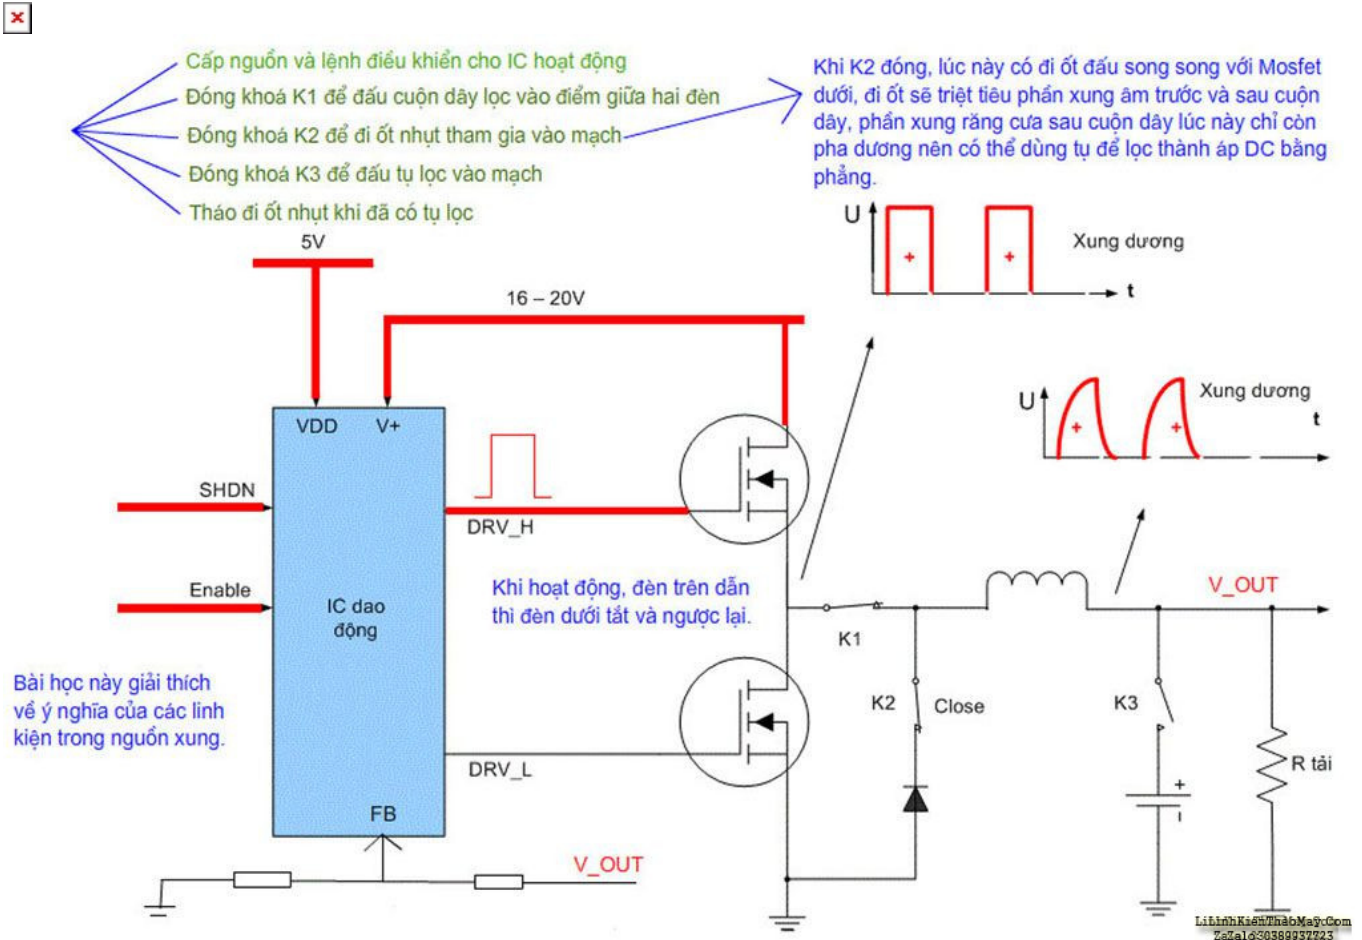 Cấp nguồn và lệnh điều khiển cho IC hoạt động
Đóng khoá K1 để đấu cuộn dây lọc vào điểm giữa hai đèn
Đóng khoá K2 để đi ốt nhụt tham gia vào mạch
Đóng khoá K3 để đấu tụ lọc vào mạch
Tháo đi ốt nhụt khi đã có tụ lọc
Khi K2 đóng, lúc này có đi ốt đấu song song với Mosfet
dưới, đi ốt sẽ triệt tiêu phần xung âm trước và sau cuộn
dây, phần xung răng cưa sau cuộn dây lúc này chỉ còn
pha dương nên có thể dùng tụ để lọc thành áp DC bằng
phẳng.
U
+
+
Xung dương
t
5V
16 – 20V
U
+
+
Xung dương
t
VDD
V+
SHDN
DRV_H
Enable
IC dao
động
Khi hoạt động, đèn trên dẫn
thì đèn dưới tắt và ngược lại.
V_OUT
K1
Bài học này giải thích
về ý nghĩa của các linh
kiện trong nguồn xung.
K2
Close
K3
DRV_L
R tải
+
FB
V_OUT